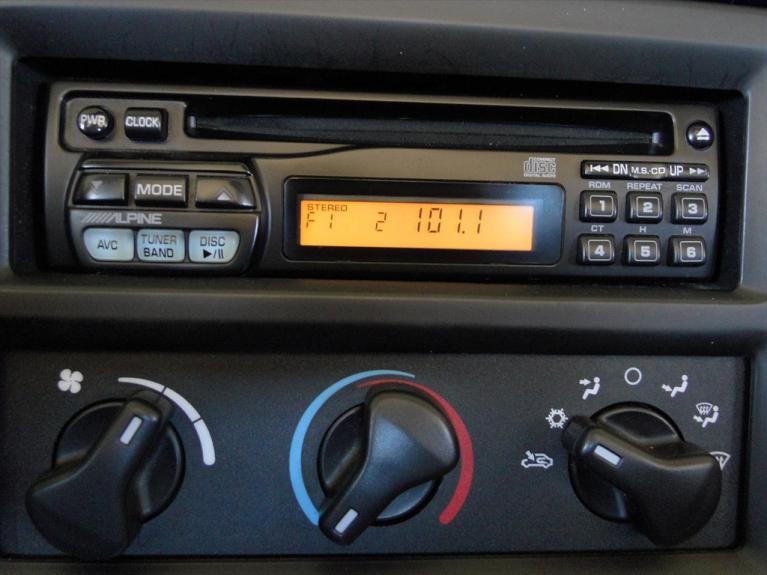 PWR
CLOCK
COMPACT
disc
DIGITAL AUDIO
DN M.S.-CD UP
RDM REPEAT SCAN
1 2 3
MODE
ALPINE
STEREO
F1 2 101.1
CT H M
4 5 6
AVC TUNER DISC
BAND